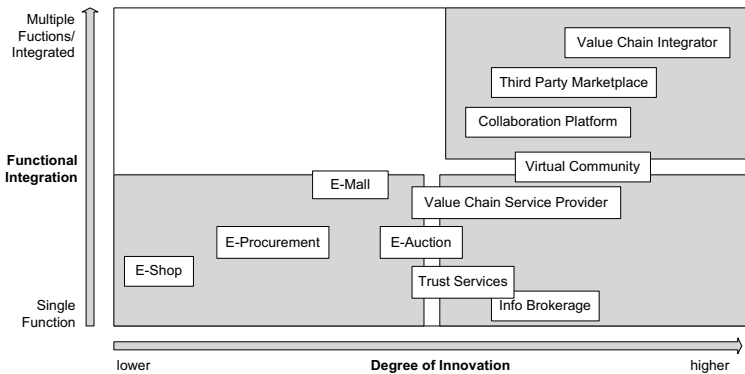 Multiple
Fuctions/
Integrated
Value Chain Integrator
Third Party Marketplace
Collaboration Platform
Functional
Integration
Virtual Community
E-Mall
Value Chain Service Provider
E-Procurement
E-Auction
E-Shop
Trust Services
Info Brokerage
Single
Function
lower
Degree of Innovation
higher